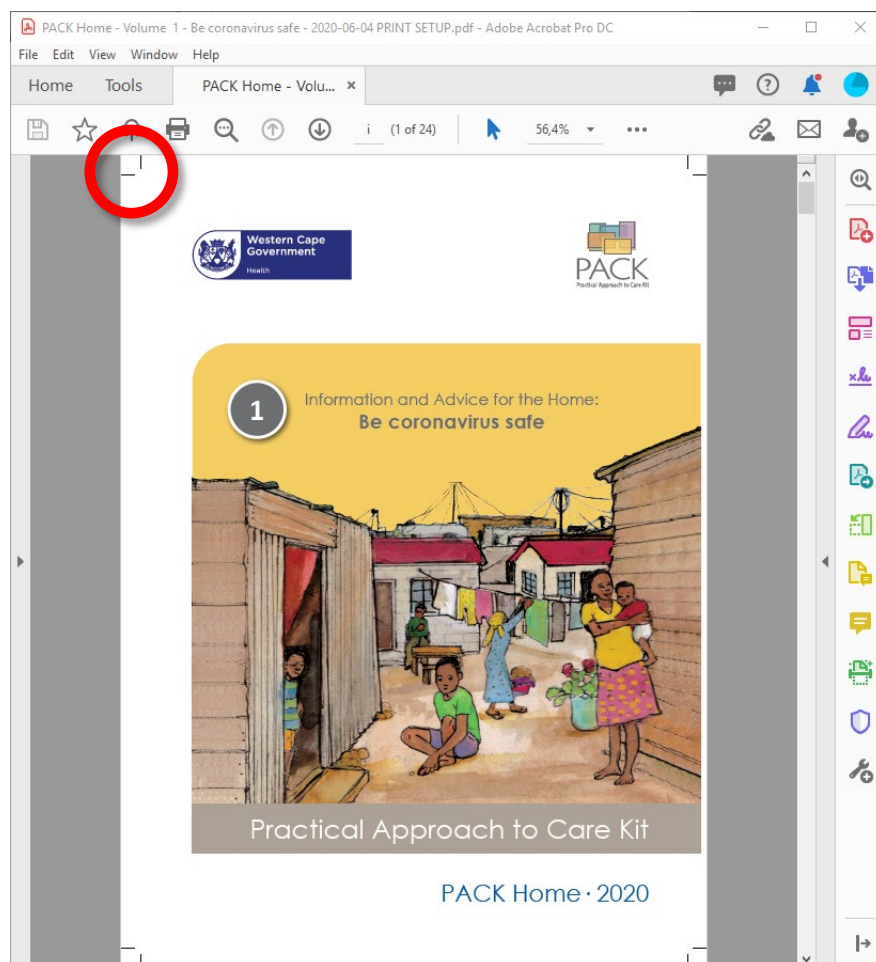 PACK Home - Volume 1 - Be coronavirus safe - 2020-06-04 PRINT SETUP.pdf - Adobe Acrobat Pro DC
File Edit View Window Help
Home Tools PACK Home - Volu... ×
i (1 of 24) 56,4%
Western Cape
Government
Health
PACK
Practical Approach to Care Kit
1
Information and Advice for the Home:
Be coronavirus safe
Practical Approach to Care Kit
PACK Home · 2020